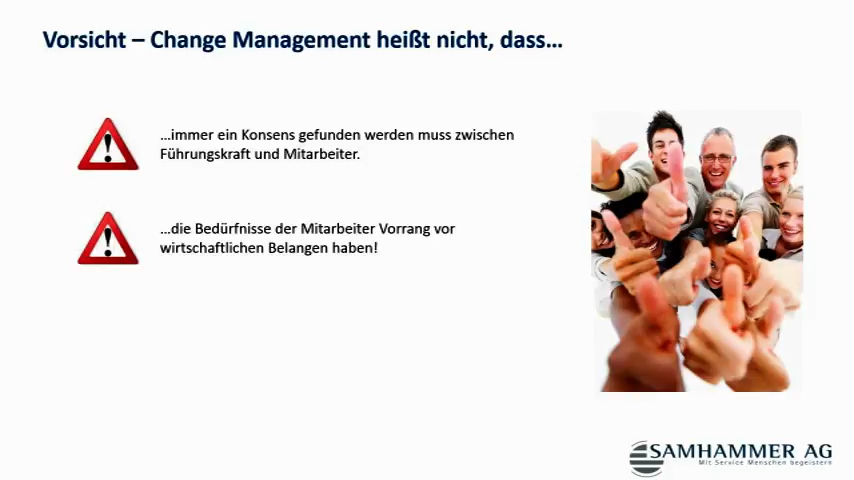 Vorsicht – Change Management heißt nicht, dass…
…immer ein Konsens gefunden werden muss zwischen
Führungskraft und Mitarbeiter.
…die Bedürfnisse der Mitarbeiter Vorrang vor
wirtschaftlichen Belangen haben!
SAMHAMMER AG
Mit Service Menschen begeistern